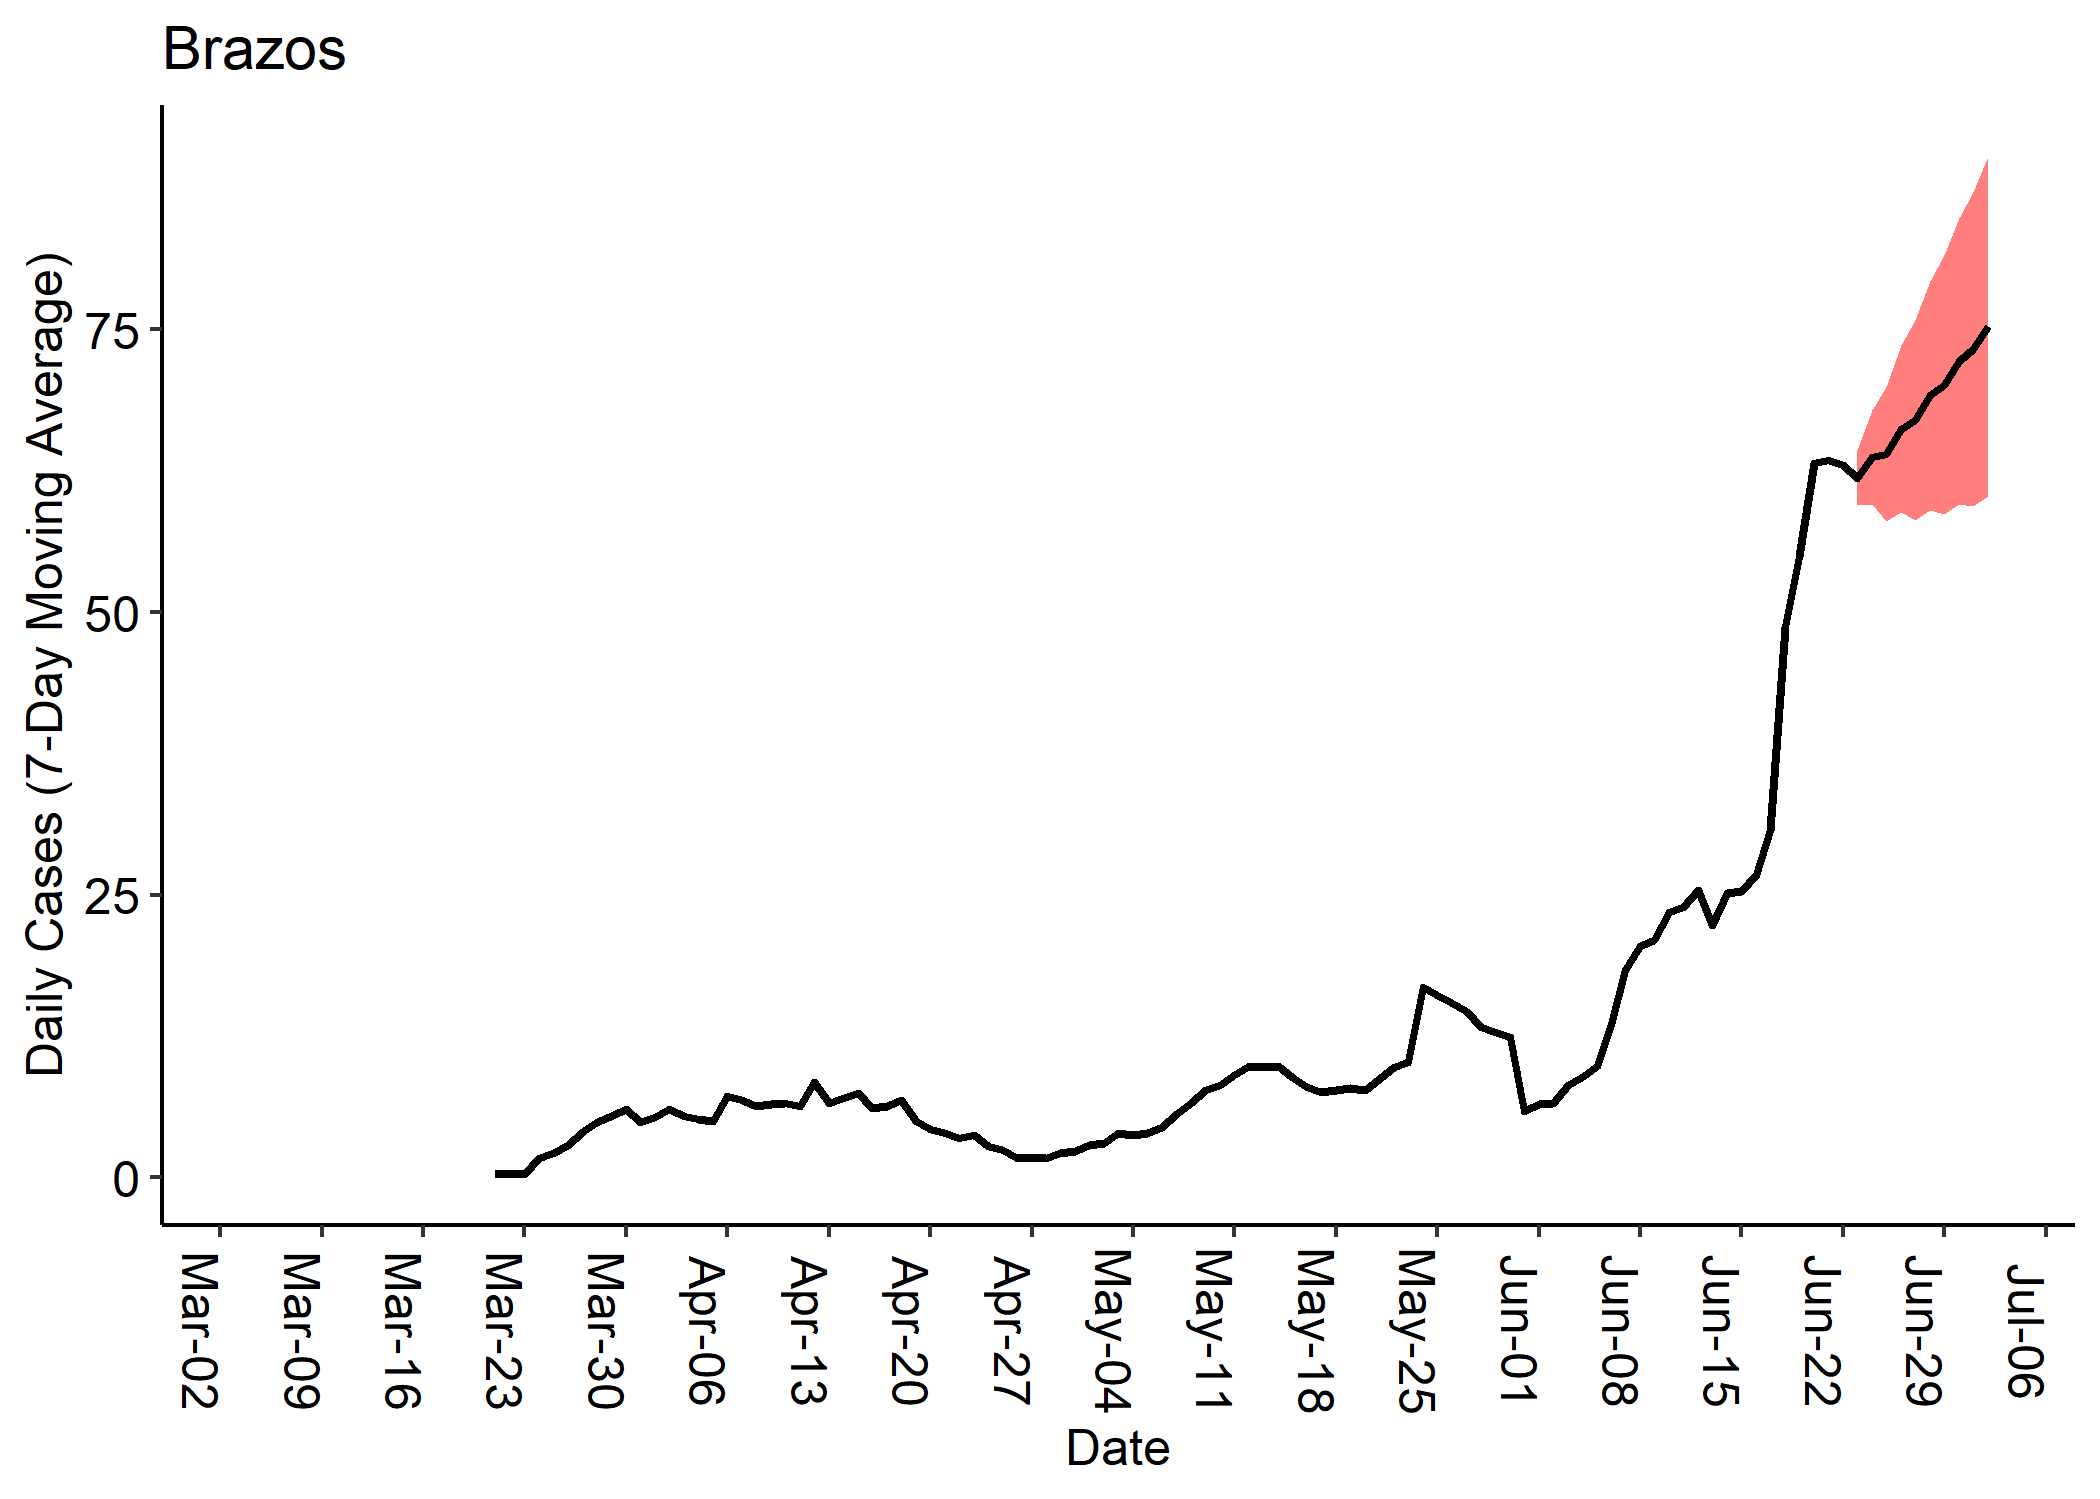 Brazos
Daily Cases (7-Day Moving Average)
75
50
25
0
Mar-02
Mar-09
Mar-16
Mar-23
Mar-30
Apr-06
Apr-13
Apr-20
Apr-27
May-04
May-11
May-18
May-25
Jun-01
Jun-08
Jun-15
Jun-22
Jun-29
Jul-06
Date